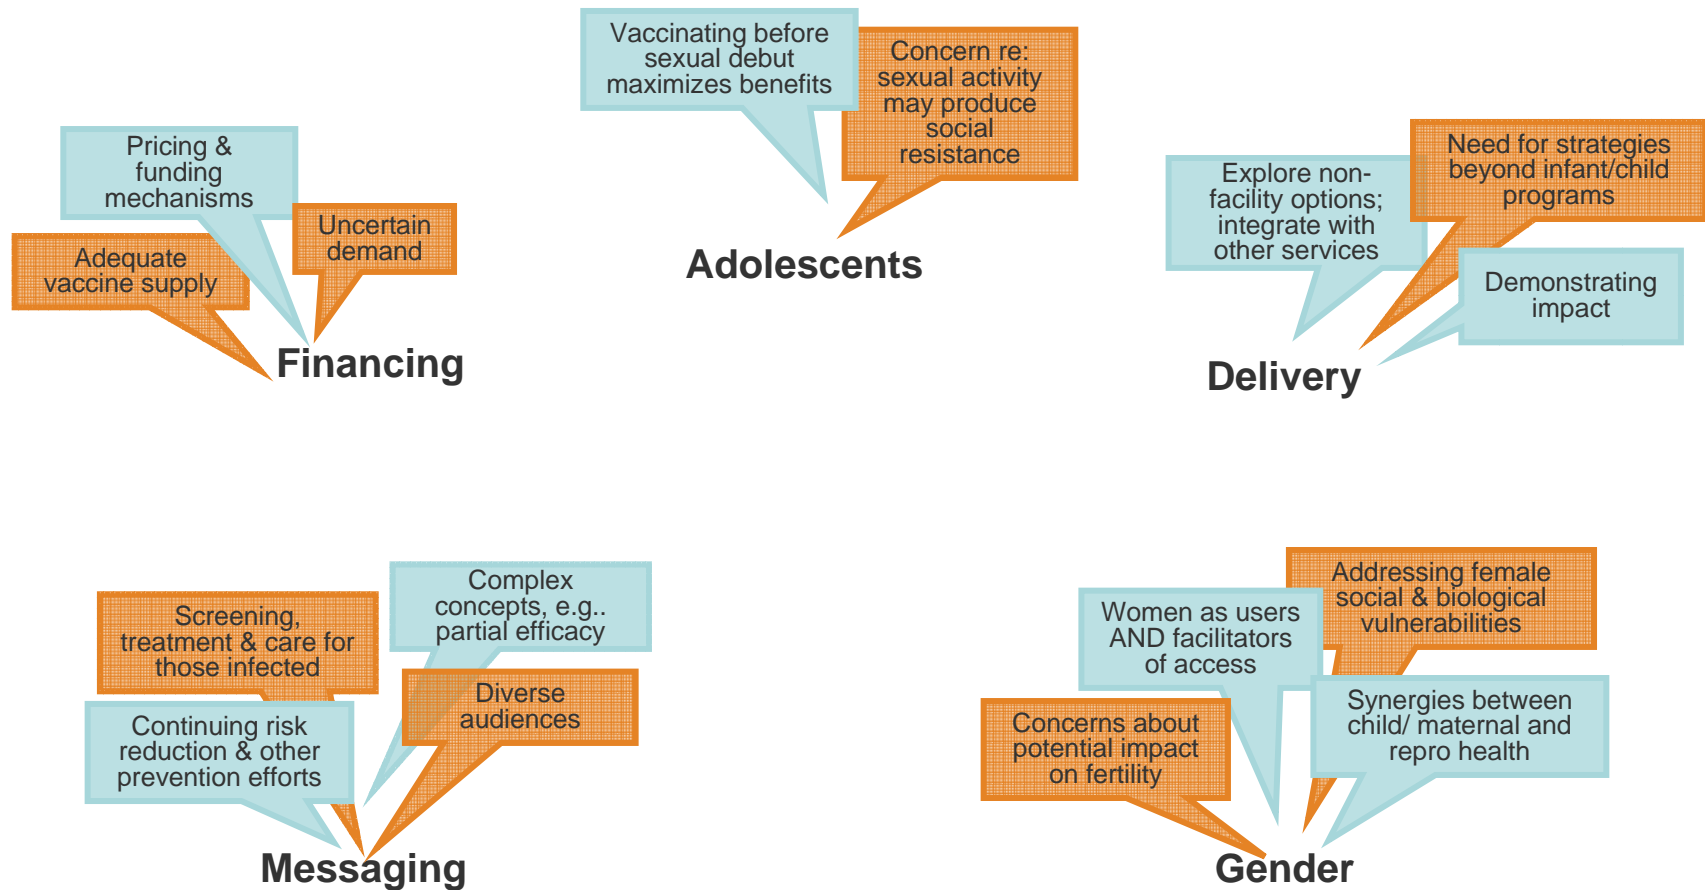 Vaccinating before
sexual debut
maximizes benefits
Concern re:
sexual activity
may produce
social
resistance
Adolescents
Pricing &
funding
mechanisms
Uncertain
demand
Adequate
vaccine supply
Financing
Need for strategies
beyond infant/child
programs
Explore non-
facility options;
integrate with
other services
Demonstrating
impact
Delivery
Complex
concepts, e.g..
partial efficacy
Screening,
treatment & care for
those infected
Diverse
audiences
Continuing risk
reduction & other
prevention efforts
Messaging
Addressing female
social & biological
vulnerabilities
Women as users
AND facilitators
of access
Synergies between
child/ maternal and
repro health
Concerns about
potential impact
on fertility
Gender